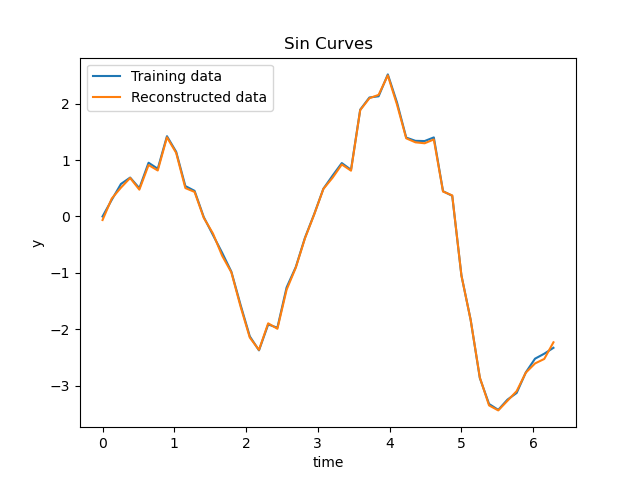 Sin Curves
Training data
Reconstructed data
2
1
0
−1
−2
−3
y
0 1 2 3 4 5 6
time